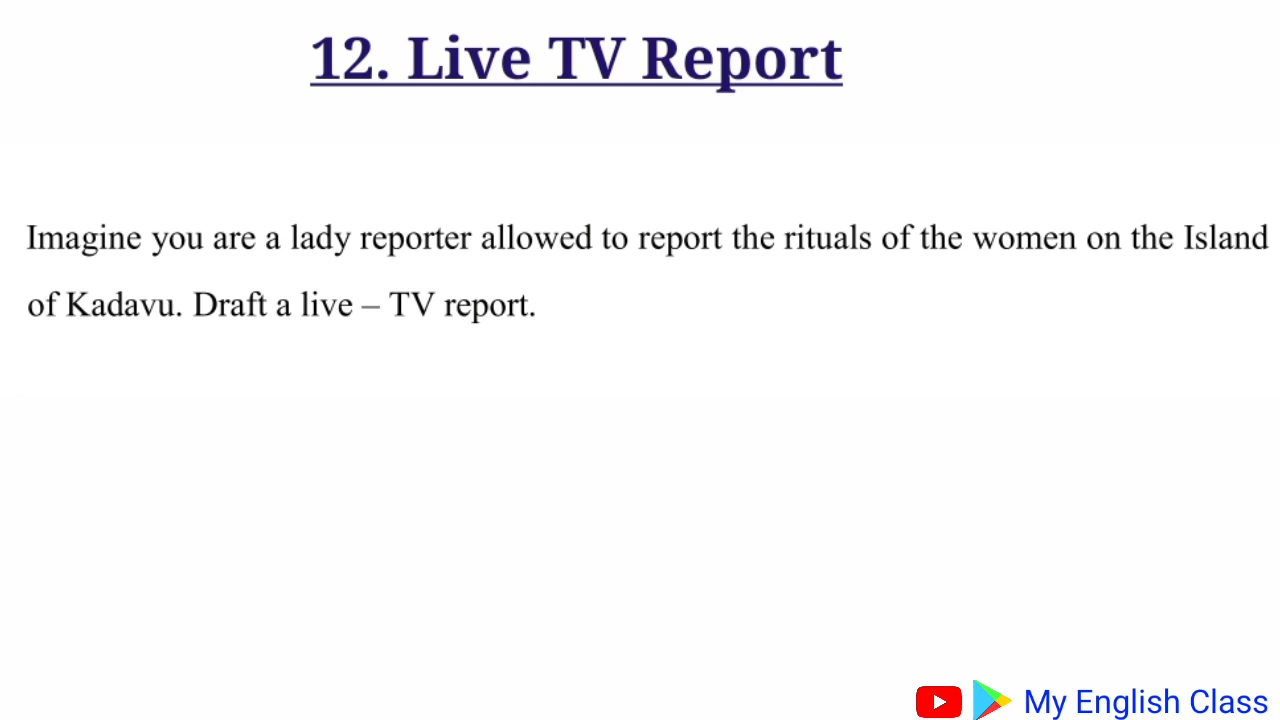 12. Live TV Report
Imagine you are a lady reporter allowed to report the rituals of the women on the Island
of Kadavu. Draft a live – TV report.
My English Class